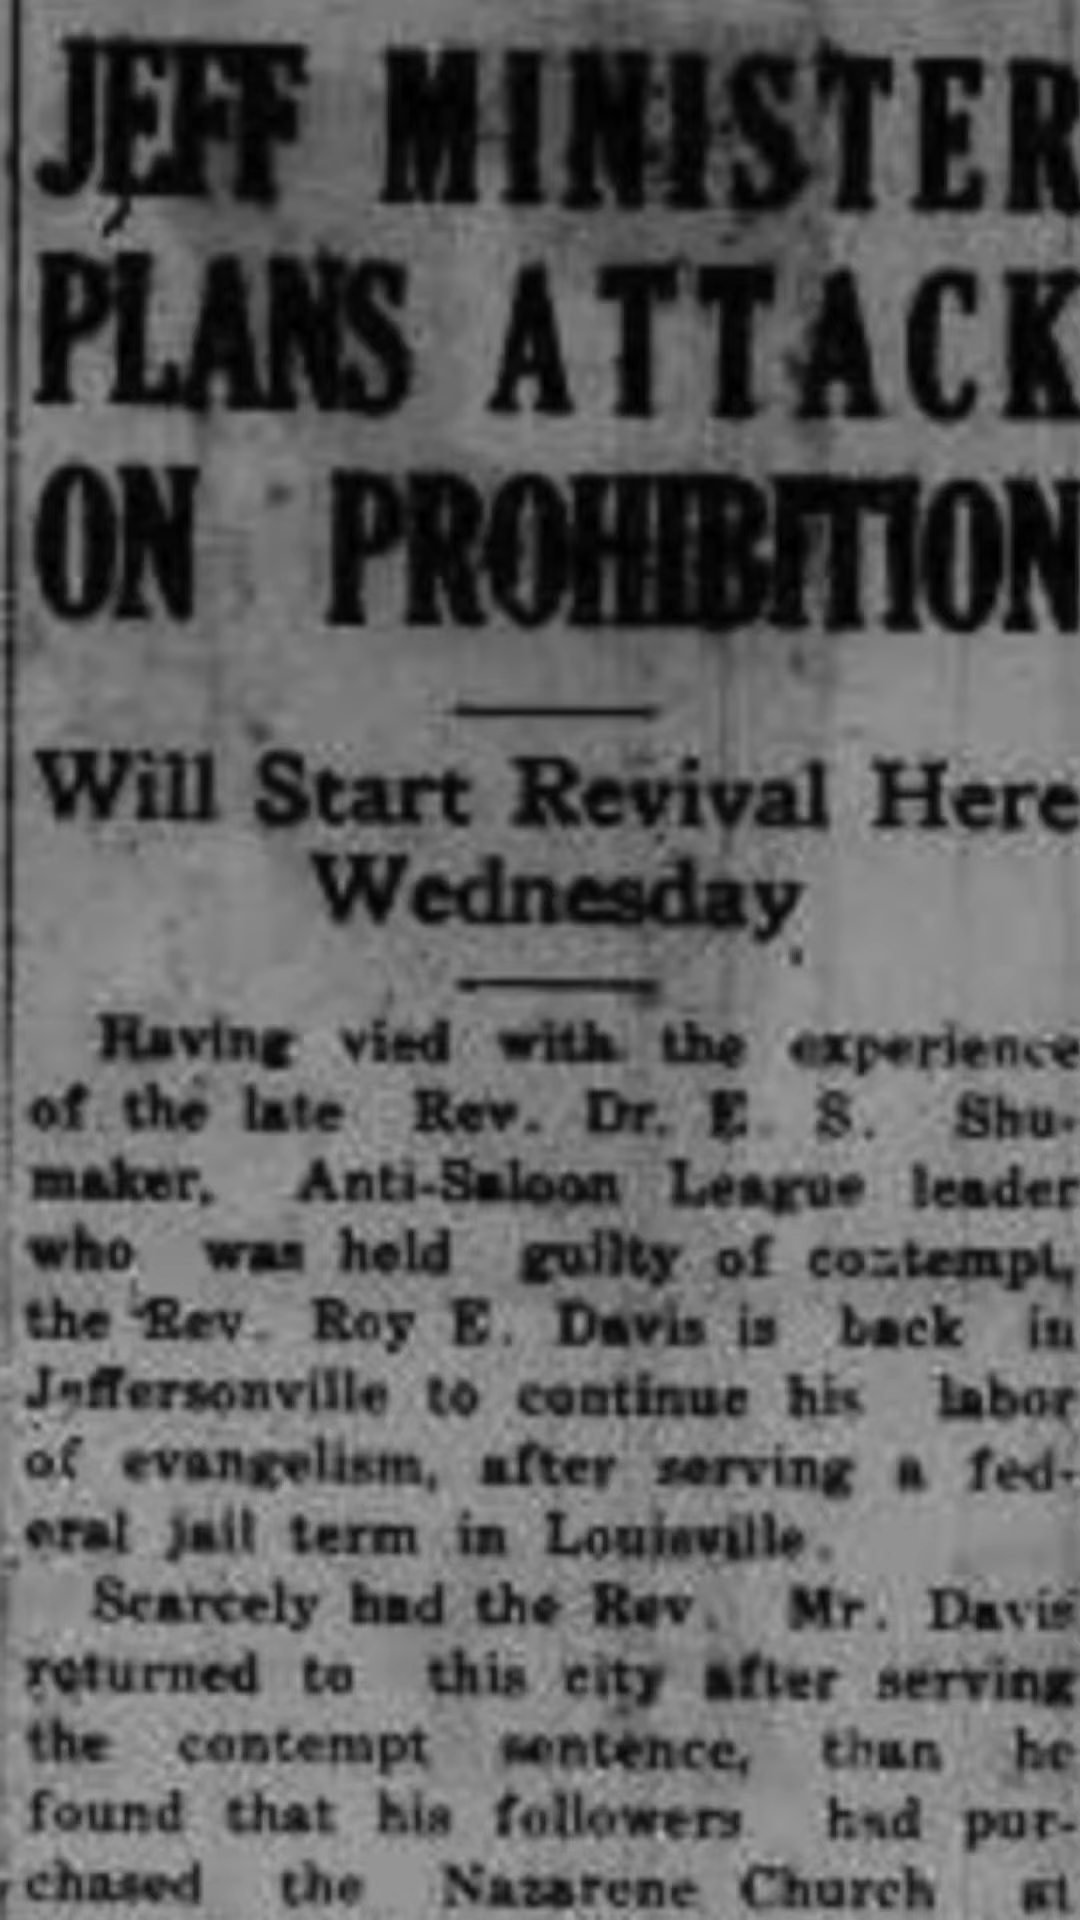 JEFF MINISTER
PLANS ATTACK
ON PROHIBITION
Will Start Revival Here
Wednesday
Having vied with the experience
of the late Rev. Dr. E. S. Shu-
maker, Anti-Saloon League leader
who was held guilty of contempt,
the Rev. Roy E. Davis is back in
Jeffersonville to continue his labor
of evangelism, after serving a fed-
eral jail term in Louisville.
Scarcely had the Rev. Mr. Davis
returned to this city after serving
the contempt sentence, than he
found that his followers had pur-
chased the Nazarene Church at